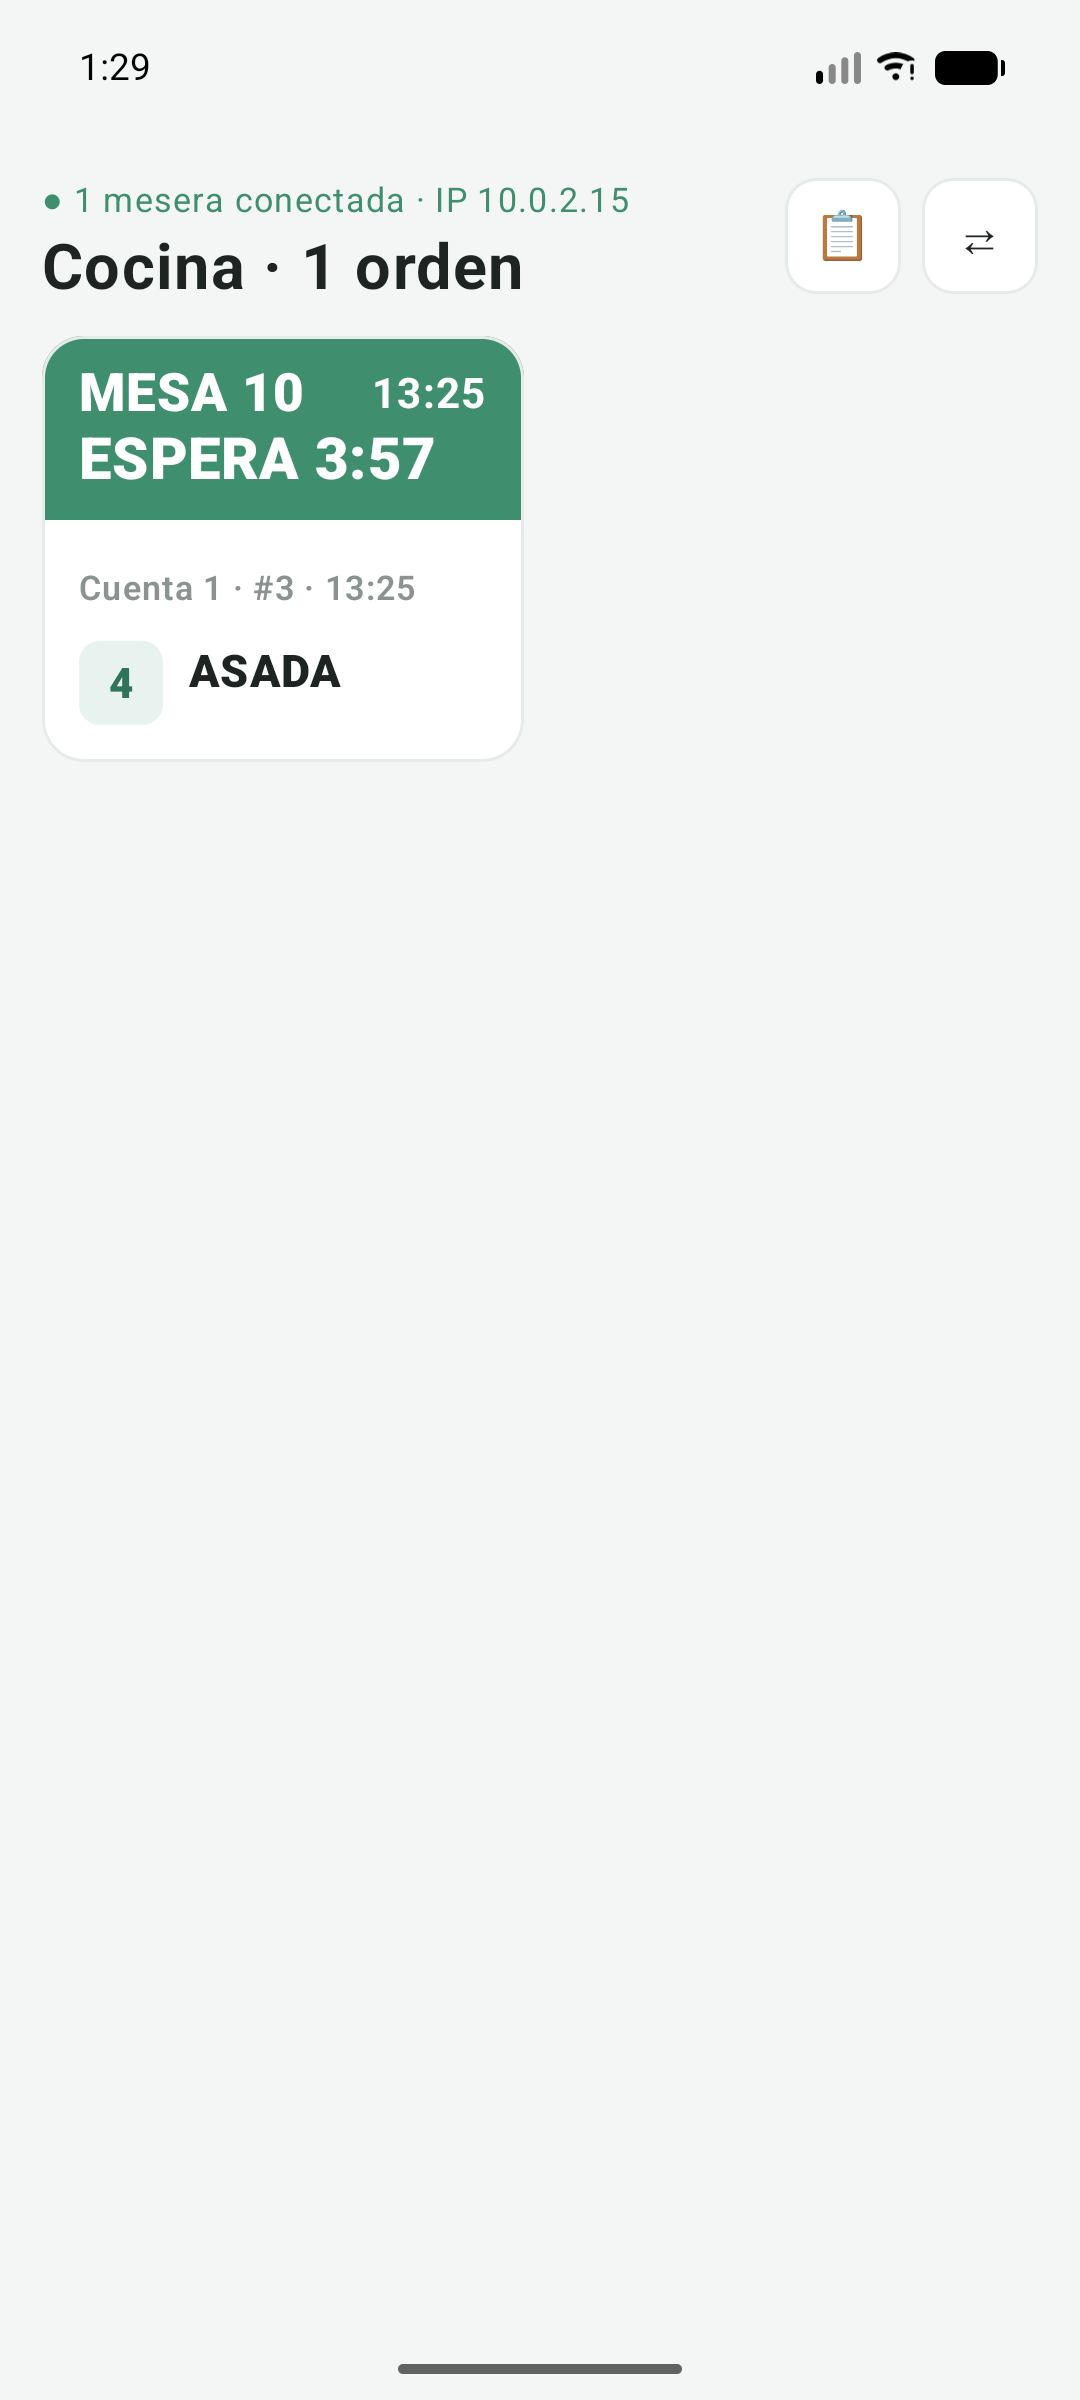 1:29
● 1 mesera conectada · IP 10.0.2.15
Cocina · 1 orden
MESA 10 13:25
ESPERA 3:57
Cuenta 1 · #3 · 13:25
4 ASADA